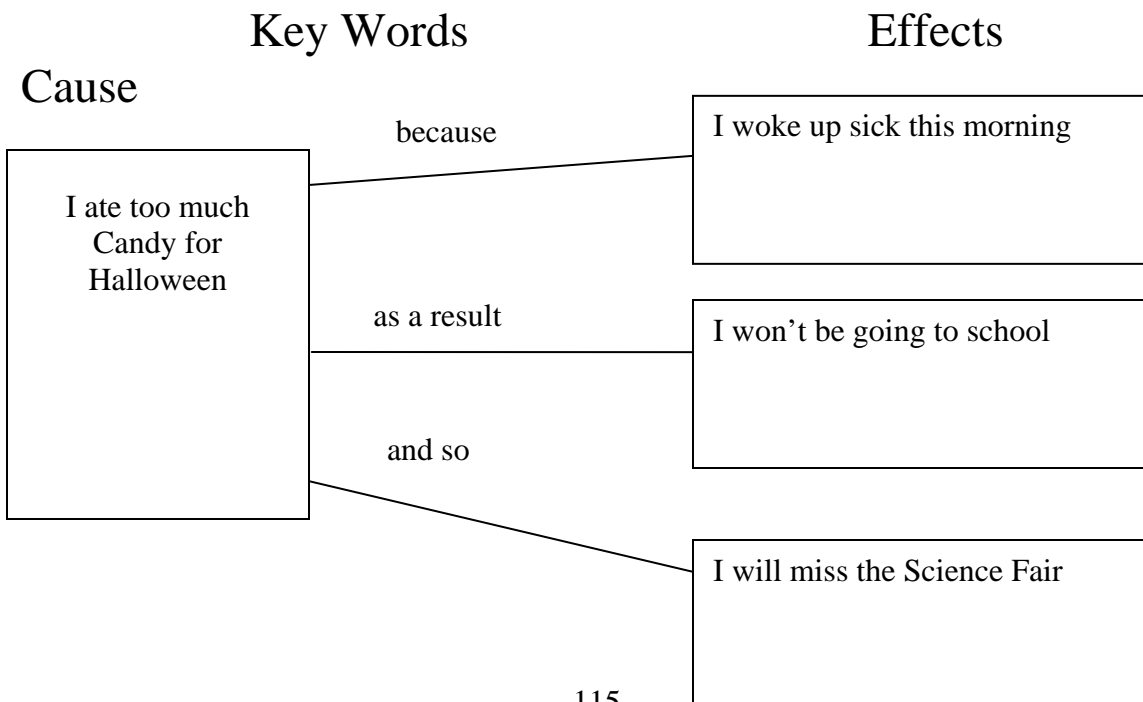 Key Words
Effects
Cause
because
I woke up sick this morning
I ate too much
Candy for
Halloween
as a result
I won’t be going to school
and so
I will miss the Science Fair
115